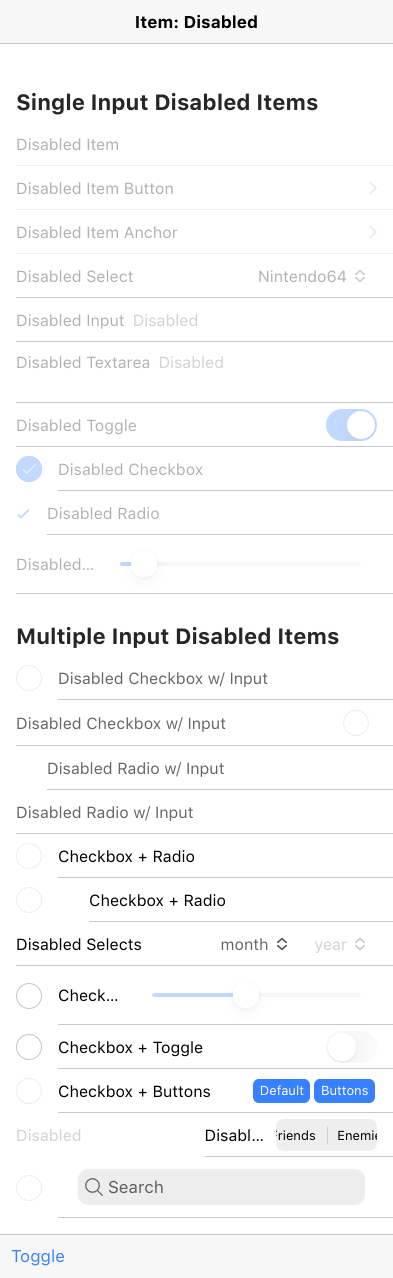 Item: Disabled
Single Input Disabled Items
Disabled Item
Disabled Item Button
Disabled Item Anchor
Disabled Select Nintendo64
Disabled Input Disabled
Disabled Textarea Disabled
Disabled Toggle
Disabled Checkbox
Disabled Radio
Disabled...
Multiple Input Disabled Items
Disabled Checkbox w/ Input
Disabled Checkbox w/ Input
Disabled Radio w/ Input
Disabled Radio w/ Input
Checkbox + Radio
Checkbox + Radio
Disabled Selects month year
Check...
Checkbox + Toggle
Checkbox + Buttons Default Buttons
Disabled Disabl... riends Enemie
Search
Toggle